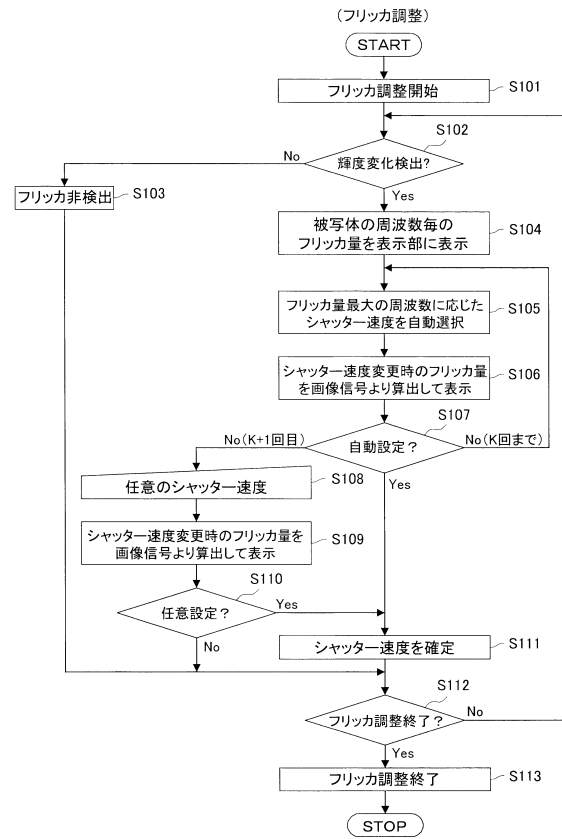 (フリッカ調整)
START
フリッカ調整開始
S101
S102
輝度変化検出?
No
Yes
フリッカ非検出
S103
被写体の周波数毎の
フリッカ量を表示部に表示
S104
フリッカ量最大の周波数に応じた
シャッター速度を自動選択
S105
シャッター速度変更時のフリッカ量
を画像信号より算出して表示
S106
S107
自動設定?
No(K+1回目)
No(K回まで)
Yes
任意のシャッター速度
S108
シャッター速度変更時のフリッカ量を
画像信号より算出して表示
S109
S110
任意設定?
Yes
No
シャッター速度を確定
S111
S112
フリッカ調整終了?
No
Yes
フリッカ調整終了
S113
STOP